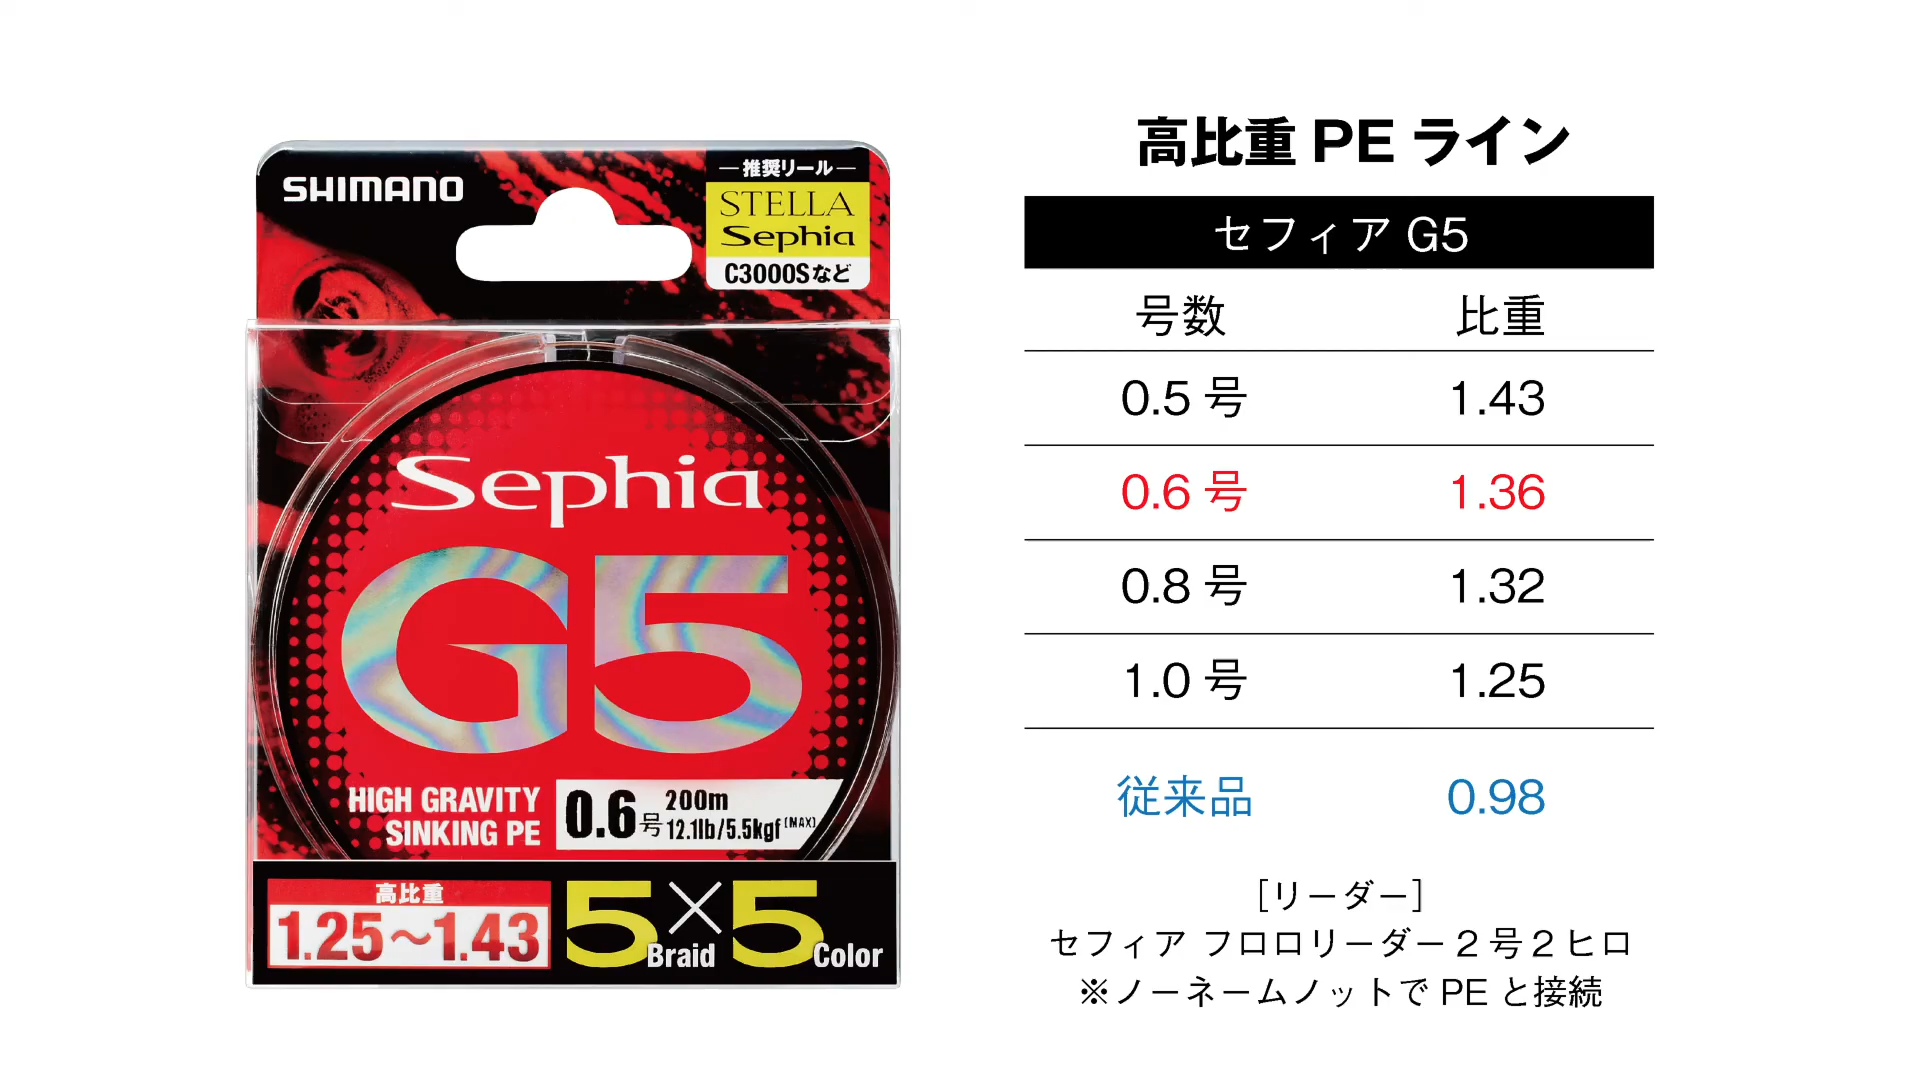 SHIMANO
―推奨リール―
STELLA
Sephia
C3000Sなど
Sephia
G5
HIGH GRAVITY
SINKING PE
0.6号
200m
12.1lb/5.5kgf [MAX]
高比重
1.25～1.43
5 Braid × 5 Color
高比重 PE ライン
セフィア G5
号数 比重
0.5 号 1.43
0.6 号 1.36
0.8 号 1.32
1.0 号 1.25
従来品 0.98
［リーダー］
セフィア フロロリーダー 2 号 2 ヒロ
※ノーネームノットで PE と接続